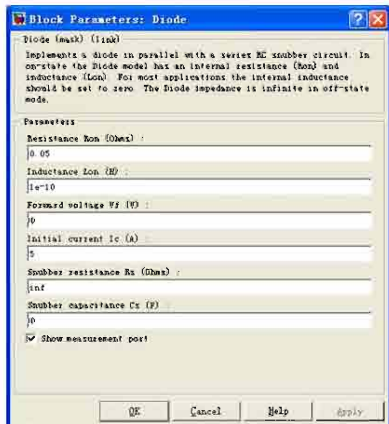 Block Parameters: Diode
Diode (mask) (link)
Implements a diode in parallel with a series RC snubber circuit. In
on-state the Diode model has an internal resistance (Ron) and
inductance (Lon). For most applications the internal inductance
should be set to zero. The Diode impedance is infinite in off-state
mode.
Parameters
Resistance Ron (Ohms) :
0.05
Inductance Lon (H) :
1e-10
Forward voltage Vf (V) :
0
Initial current Ic (A) :
5
Snubber resistance Rs (Ohms) :
inf
Snubber capacitance Cs (F) :
0
Show measurement port
OK Cancel Help Apply